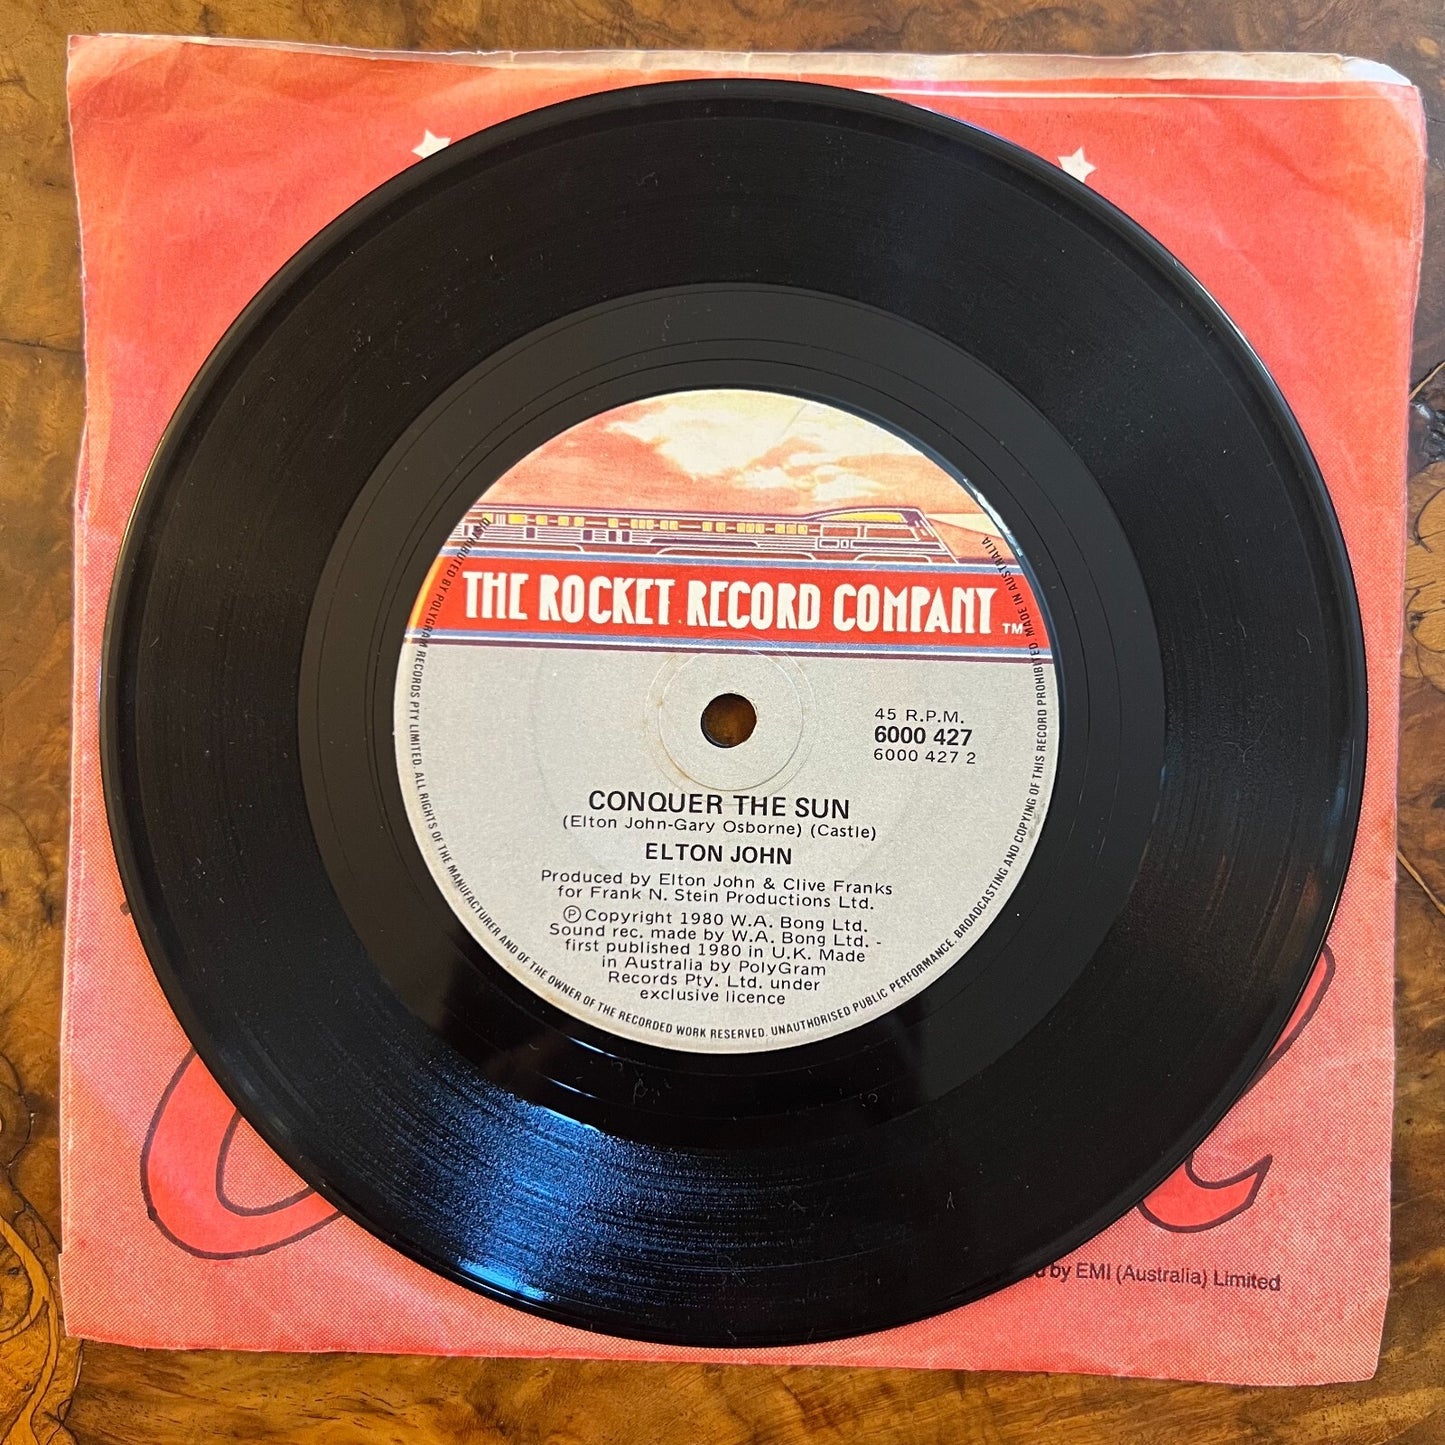 THE ROCKET RECORD COMPANY TM
45 R.P.M.
6000 427
6000 427 2
CONQUER THE SUN
(Elton John-Gary Osborne) (Castle)
ELTON JOHN
Produced by Elton John & Clive Franks
for Frank N. Stein Productions Ltd.
Ⓟ Copyright 1980 W.A. Bong Ltd.
Sound rec. made by W.A. Bong Ltd. -
first published 1980 in U.K. Made
in Australia by PolyGram
Records Pty. Ltd. under
exclusive licence
DISTRIBUTED BY POLYGRAM RECORDS PTY LIMITED. ALL RIGHTS OF THE MANUFACTURER AND OF THE OWNER OF THE RECORDED WORK RESERVED. UNAUTHORISED PUBLIC PERFORMANCE. BROADCASTING AND COPYING OF THIS RECORD PROHIBITED MADE IN AUSTRALIA
by EMI (Australia) Limited